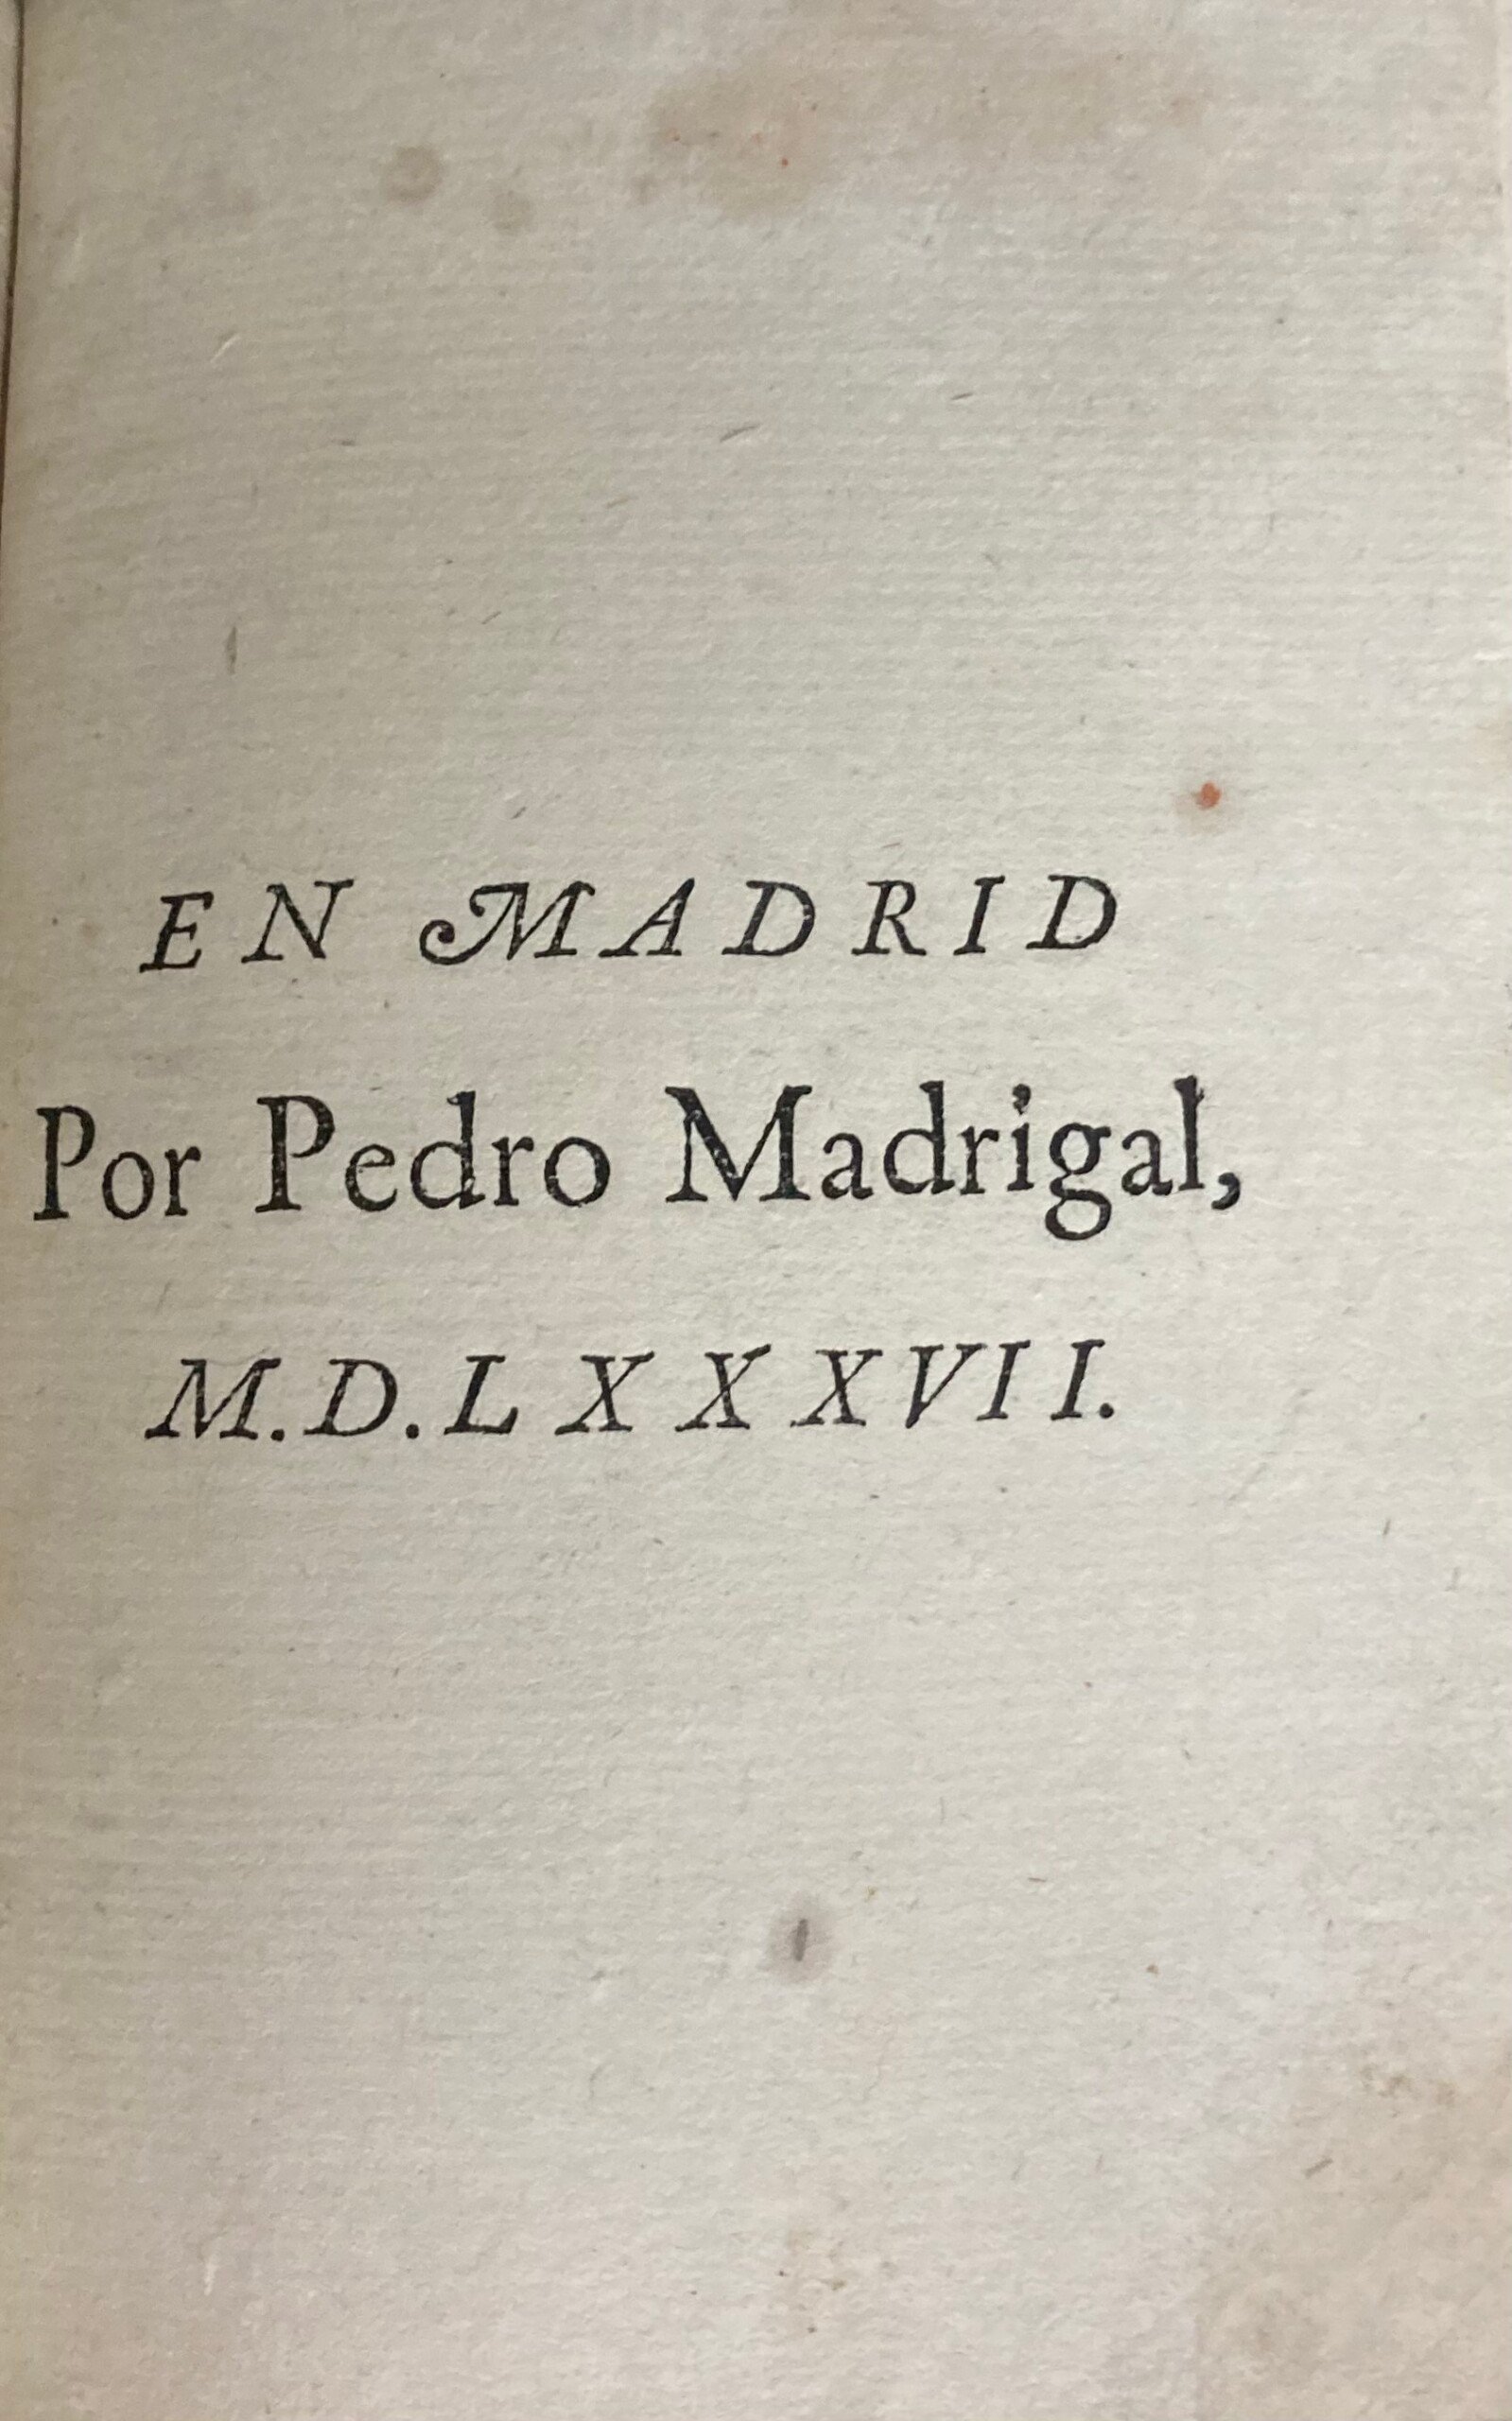 EN MADRID
Por Pedro Madrigal,
M.D.LXXXVII.